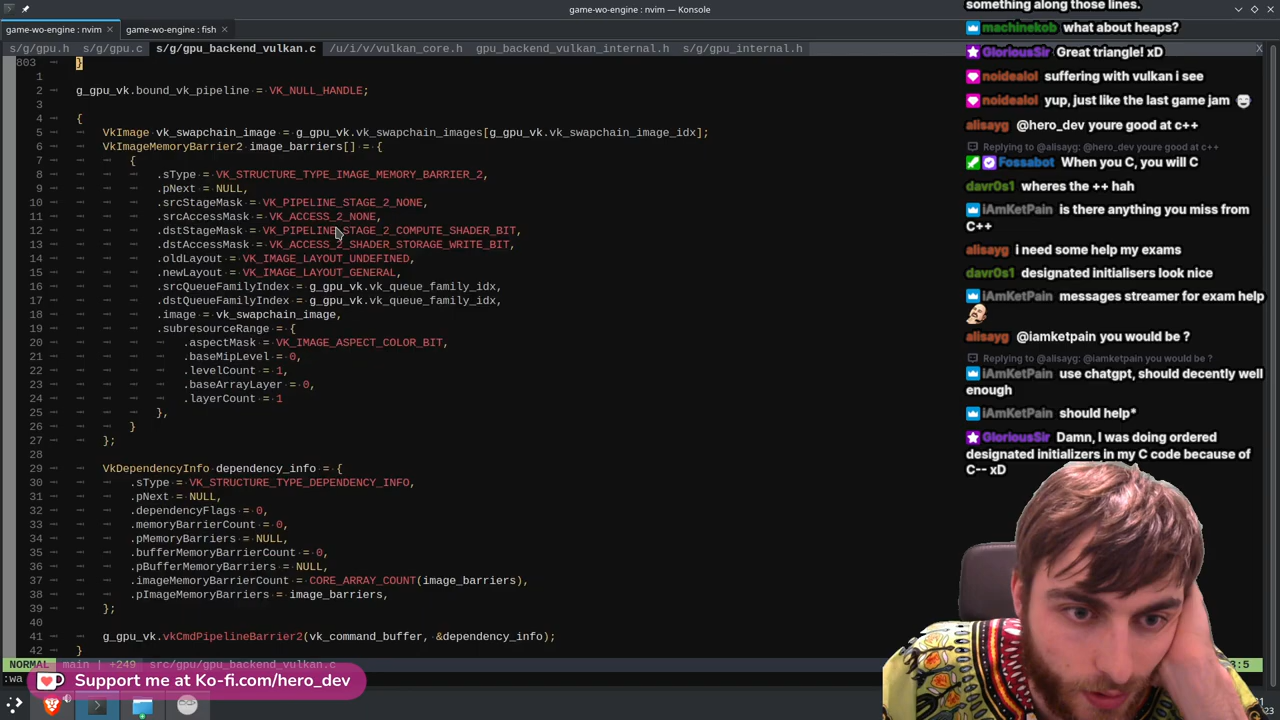 game-wo-engine : nvim — Konsole
game-wo-engine : nvim
game-wo-engine : fish
s/g/gpu.h s/g/gpu.c s/g/gpu_backend_vulkan.c /u/i/v/vulkan_core.h gpu_backend_vulkan_internal.h s/g/gpu_internal.h X
803 }
1
2 g_gpu_vk.bound_vk_pipeline = VK_NULL_HANDLE;
3
4 {
5 VkImage vk_swapchain_image = g_gpu_vk.vk_swapchain_images[g_gpu_vk.vk_swapchain_image_idx];
6 VkImageMemoryBarrier2 image_barriers[] = {
7 {
8 .sType = VK_STRUCTURE_TYPE_IMAGE_MEMORY_BARRIER_2,
9 .pNext = NULL,
10 .srcStageMask = VK_PIPELINE_STAGE_2_NONE,
11 .srcAccessMask = VK_ACCESS_2_NONE,
12 .dstStageMask = VK_PIPELINE_STAGE_2_COMPUTE_SHADER_BIT,
13 .dstAccessMask = VK_ACCESS_2_SHADER_STORAGE_WRITE_BIT,
14 .oldLayout = VK_IMAGE_LAYOUT_UNDEFINED,
15 .newLayout = VK_IMAGE_LAYOUT_GENERAL,
16 .srcQueueFamilyIndex = g_gpu_vk.vk_queue_family_idx,
17 .dstQueueFamilyIndex = g_gpu_vk.vk_queue_family_idx,
18 .image = vk_swapchain_image,
19 .subresourceRange = {
20 .aspectMask = VK_IMAGE_ASPECT_COLOR_BIT,
21 .baseMipLevel = 0,
22 .levelCount = 1,
23 .baseArrayLayer = 0,
24 .layerCount = 1
25 },
26 }
27 };
28
29 VkDependencyInfo dependency_info = {
30 .sType = VK_STRUCTURE_TYPE_DEPENDENCY_INFO,
31 .pNext = NULL,
32 .dependencyFlags = 0,
33 .memoryBarrierCount = 0,
34 .pMemoryBarriers = NULL,
35 .bufferMemoryBarrierCount = 0,
36 .pBufferMemoryBarriers = NULL,
37 .imageMemoryBarrierCount = CORE_ARRAY_COUNT(image_barriers),
38 .pImageMemoryBarriers = image_barriers,
39 };
40
41 g_gpu_vk.vkCmdPipelineBarrier2(vk_command_buffer, &dependency_info);
42 }
NORMAL main | +249 src/gpu/gpu_backend_vulkan.c 3:5
:wa
Support me at Ko-fi.com/hero_dev
something along those lines.
machinekob what about heaps?
GloriousSir Great triangle! xD
noidealol suffering with vulkan i see
noidealol yup, just like the last game jam
alisayg @hero_dev youre good at c++
Replying to @alisayg: @hero_dev youre good at c++
Fossabot When you C, you will C
davr0s1 wheres the ++ hah
iAmKetPain is there anything you miss from
C++
alisayg i need some help my exams
davr0s1 designated initialisers look nice
iAmKetPain messages streamer for exam help
alisayg @iamketpain you would be ?
Replying to @alisayg: @iamketpain you would be ?
iAmKetPain use chatgpt, should decently well
enough
iAmKetPain should help*
GloriousSir Damn, I was doing ordered
designated initializers in my C code because of
C-- xD